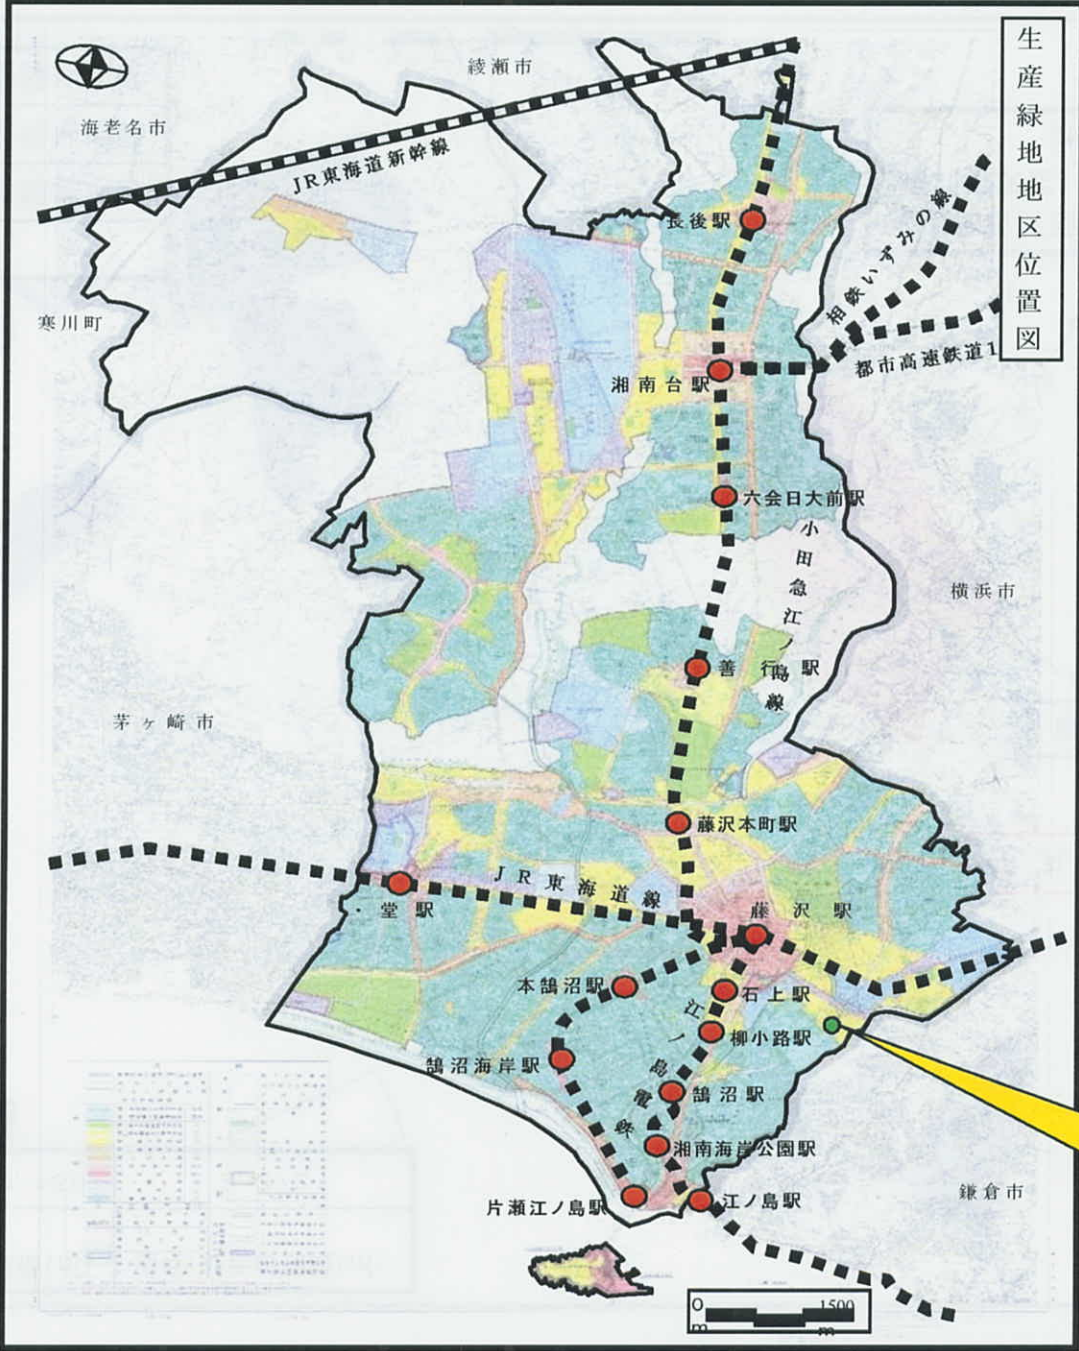 生産緑地地区位置図
綾瀬市
海老名市
JR東海道新幹線
長後駅
相鉄いずみの線
寒川町
都市高速鉄道1
湘南台駅
六会日大前駅
小田急江ノ島線
横浜市
善行駅
茅ヶ崎市
藤沢本町駅
JR東海道線
堂駅
藤沢駅
本鵠沼駅
石上駅
江ノ島電鉄
柳小路駅
鵠沼海岸駅
鵠沼駅
湘南海岸公園駅
鎌倉市
片瀬江ノ島駅
江ノ島駅
0m
1500m